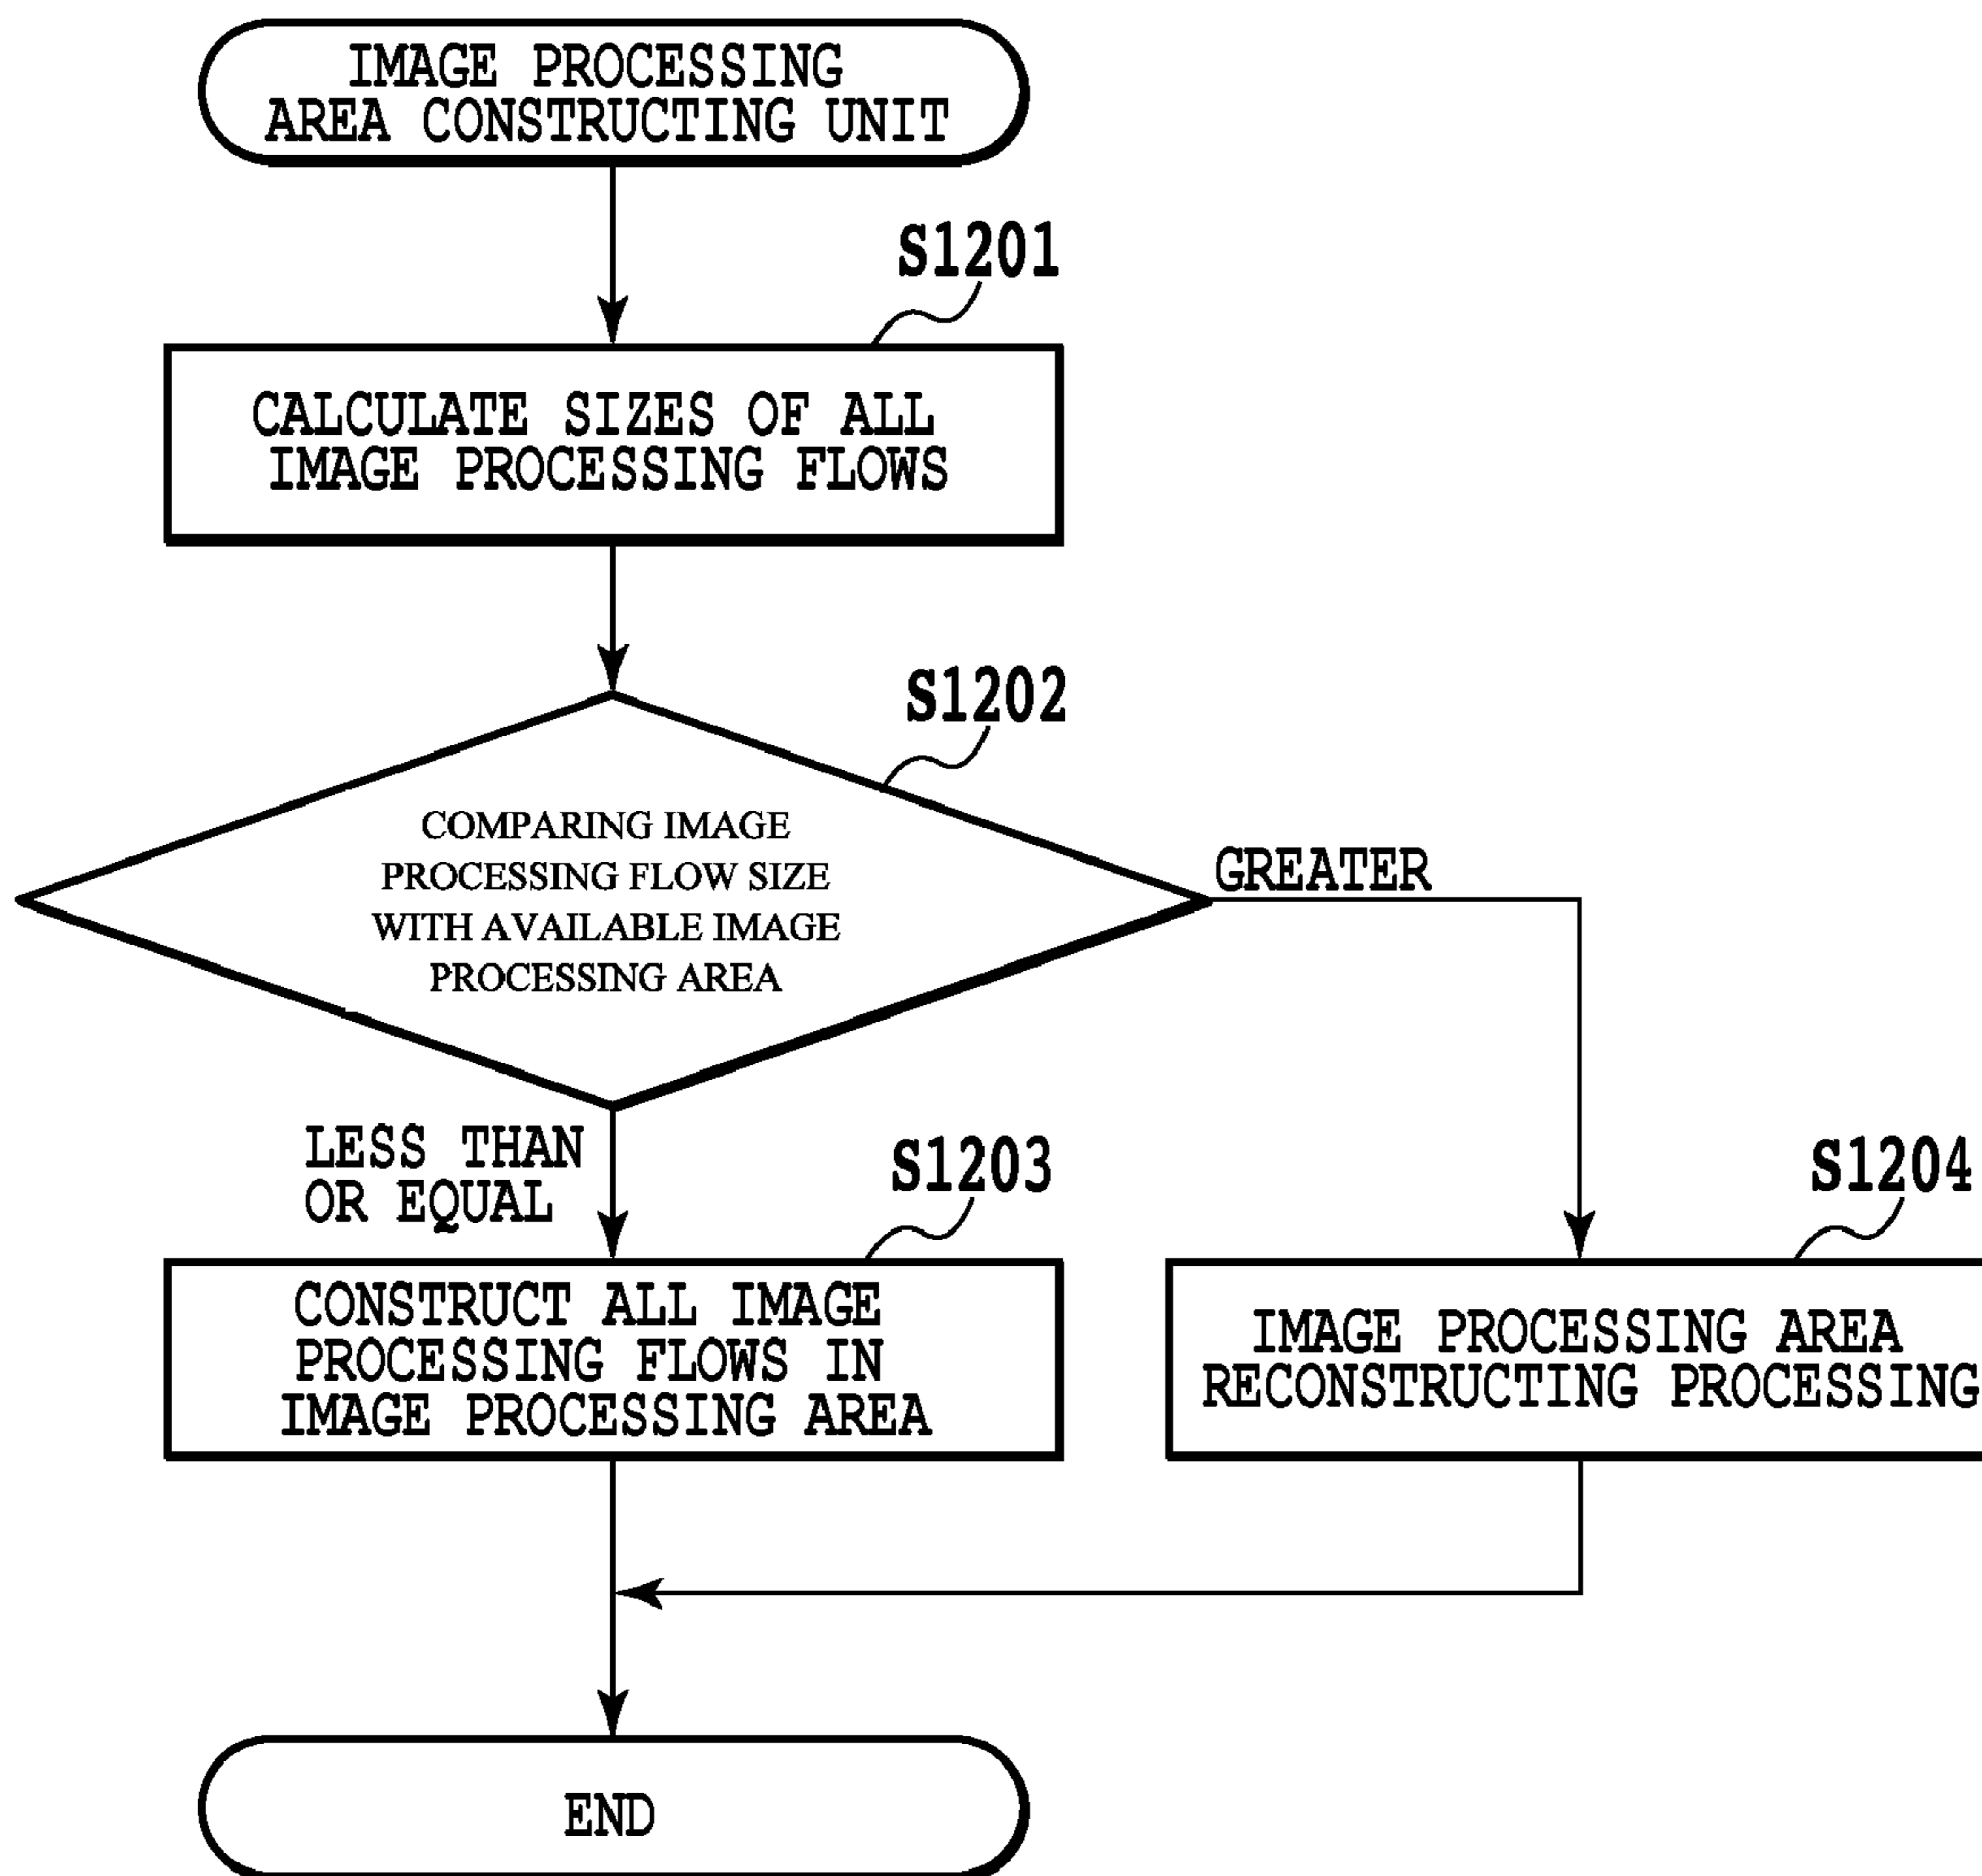 IMAGE PROCESSING
AREA CONSTRUCTING UNIT
S1201
CALCULATE SIZES OF ALL
IMAGE PROCESSING FLOWS
S1202
COMPARING IMAGE
PROCESSING FLOW SIZE
WITH AVAILABLE IMAGE
PROCESSING AREA
GREATER
LESS THAN
OR EQUAL
S1203
CONSTRUCT ALL IMAGE
PROCESSING FLOWS IN
IMAGE PROCESSING AREA
S1204
IMAGE PROCESSING AREA
RECONSTRUCTING PROCESSING
END